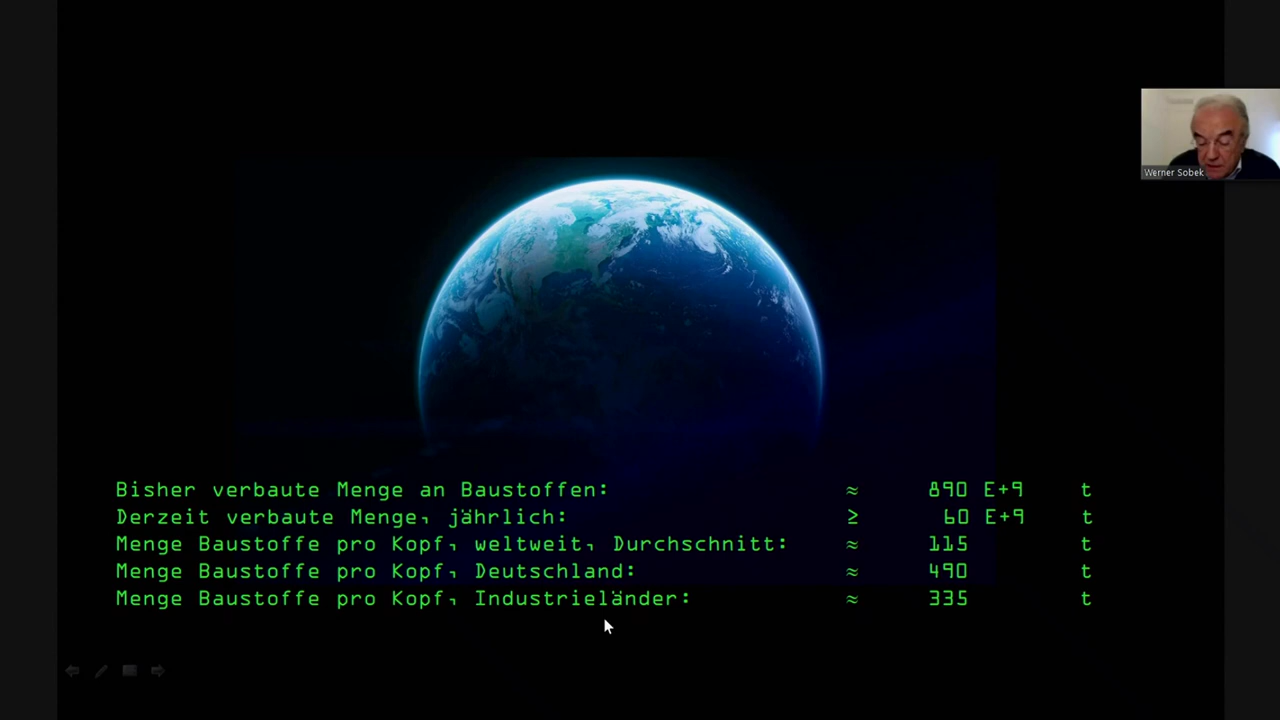 Werner Sobek
Bisher verbaute Menge an Baustoffen: ≈ 890 E+9 t
Derzeit verbaute Menge, jährlich: ≥ 60 E+9 t
Menge Baustoffe pro Kopf, weltweit, Durchschnitt: ≈ 115 t
Menge Baustoffe pro Kopf, Deutschland: ≈ 490 t
Menge Baustoffe pro Kopf, Industrieländer: ≈ 335 t